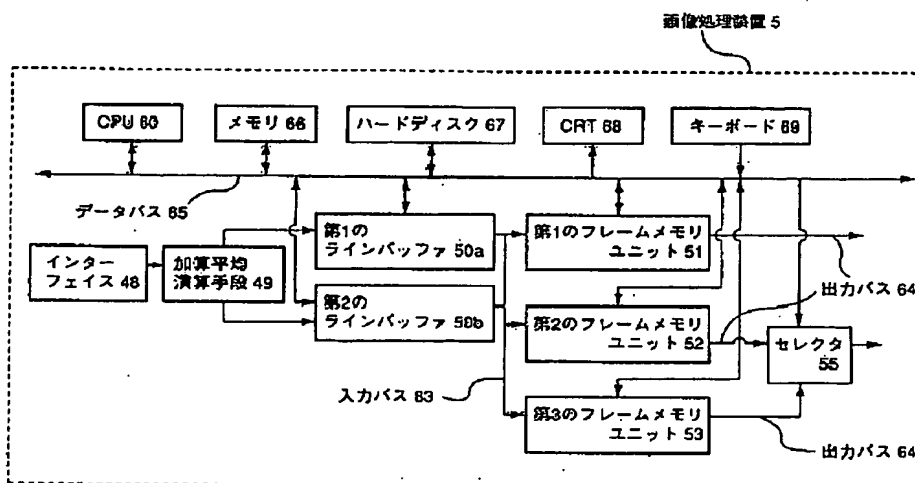 画像処理装置 5
CPU 60
メモリ 66
ハードディスク 67
CRT 68
キーボード 69
データバス 65
第1の
ラインバッファ 50a
第1のフレームメモリ
ユニット 51
インター
フェイス 48
加算平均
演算手段 49
第2の
ラインバッファ 50b
第2のフレームメモリ
ユニット 52
出力バス 64
セレクタ
55
入力バス 63
第3のフレームメモリ
ユニット 53
出力バス 64